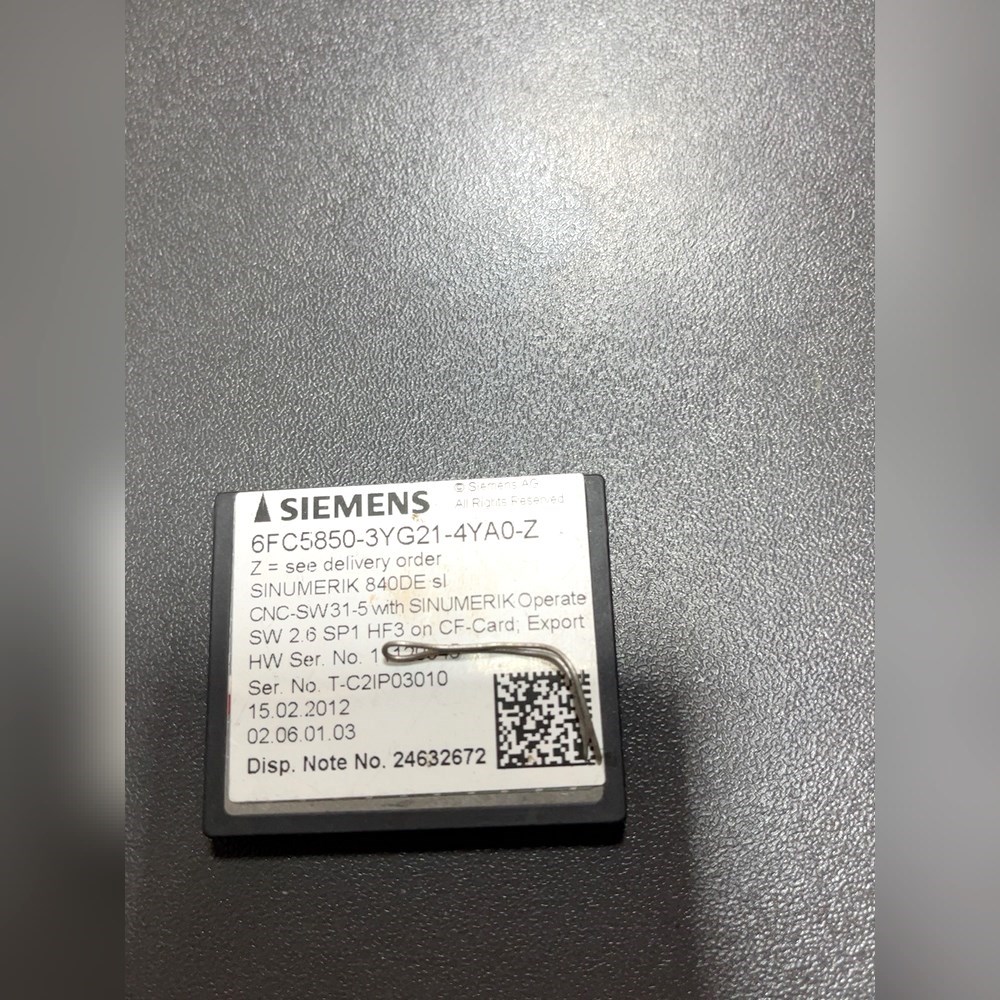 SIEMENS
© Siemens AG
All Rights Reserved
6FC5850-3YG21-4YA0-Z
Z = see delivery order
SINUMERIK 840DE sl
CNC-SW31-5 with SINUMERIK Operate
SW 2.6 SP1 HF3 on CF-Card; Export
HW Ser. No.
Ser. No. T-C2IP03010
15.02.2012
02.06.01.03
Disp. Note No. 24632672